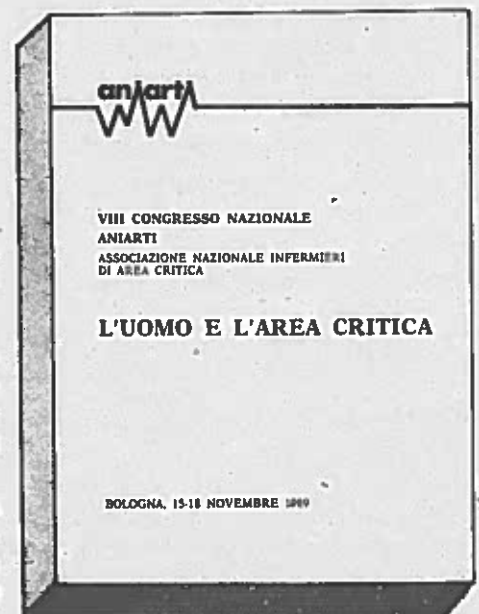 aniarti
VIII CONGRESSO NAZIONALE
ANIARTI
ASSOCIAZIONE NAZIONALE INFERMIERI
DI AREA CRITICA
L'UOMO E L'AREA CRITICA
BOLOGNA, 15-18 NOVEMBRE